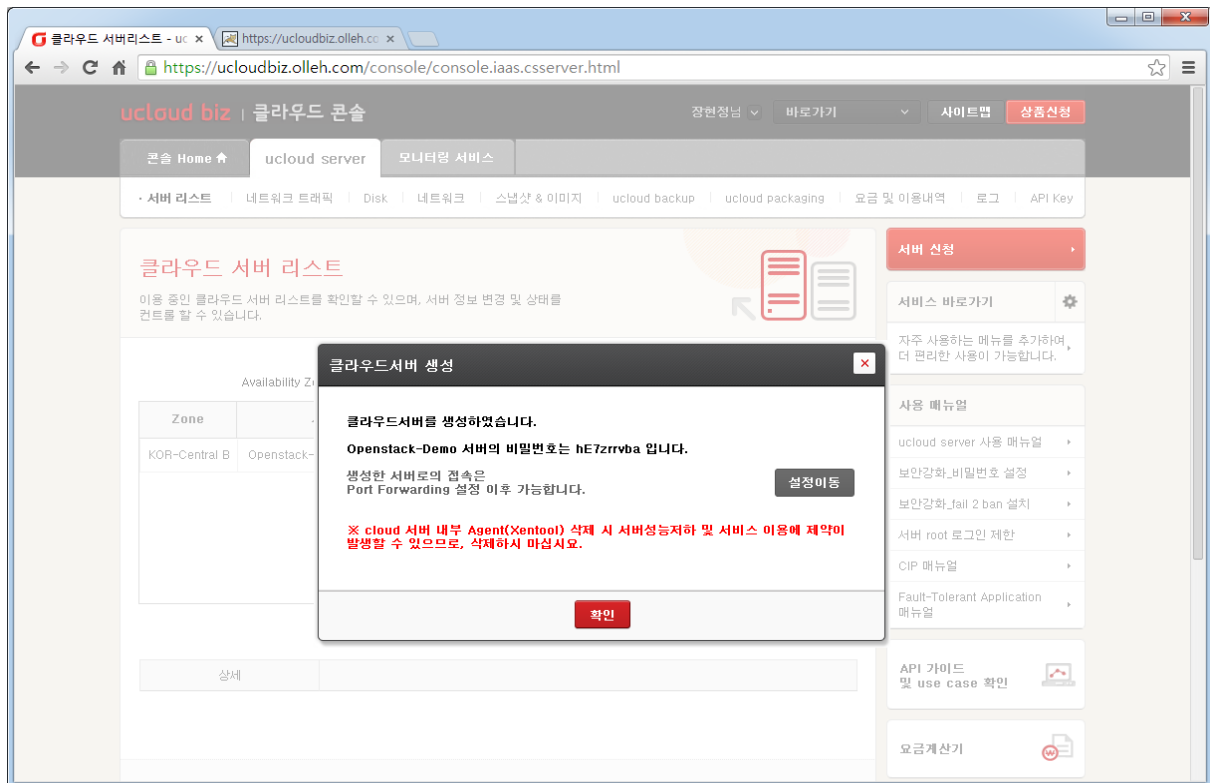 클라우드 서버리스트 - uc
https://ucloudbiz.olleh.cc
https://ucloudbiz.olleh.com/console/console.iaas.csserver.html
ucloud biz | 클라우드 콘솔
장현정님
바로가기
사이트맵
상품신청
콘솔 Home
ucloud server
모니터링 서비스
· 서버 리스트
네트워크 트래픽
Disk
네트워크
스냅샷 & 이미지
ucloud backup
ucloud packaging
요금 및 이용내역
로그
API Key
클라우드 서버 리스트
이용 중인 클라우드 서버 리스트를 확인할 수 있으며, 서버 정보 변경 및 상태를
컨트롤 할 수 있습니다.
Availability
Zone
KOR-Central B
Openstack-
클라우드서버 생성
클라우드서버를 생성하였습니다.
Openstack-Demo 서버의 비밀번호는 hE7zrrvba 입니다.
생성한 서버로의 접속은
Port Forwarding 설정 이후 가능합니다.
설정이동
※ cloud 서버 내부 Agent(Xentool) 삭제 시 서버성능저하 및 서비스 이용에 제약이
발생할 수 있으므로, 삭제하시 마십시요.
확인
상세
서버 신청
서비스 바로가기
자주 사용하는 메뉴를 추가하여,
더 편리한 사용이 가능합니다.
사용 매뉴얼
ucloud server 사용 매뉴얼
보안강화_비밀번호 설정
보안강화_fail 2 ban 설치
서버 root 로그인 제한
CIP 매뉴얼
Fault-Tolerant Application
매뉴얼
API 가이드
및 use case 확인
요금계산기